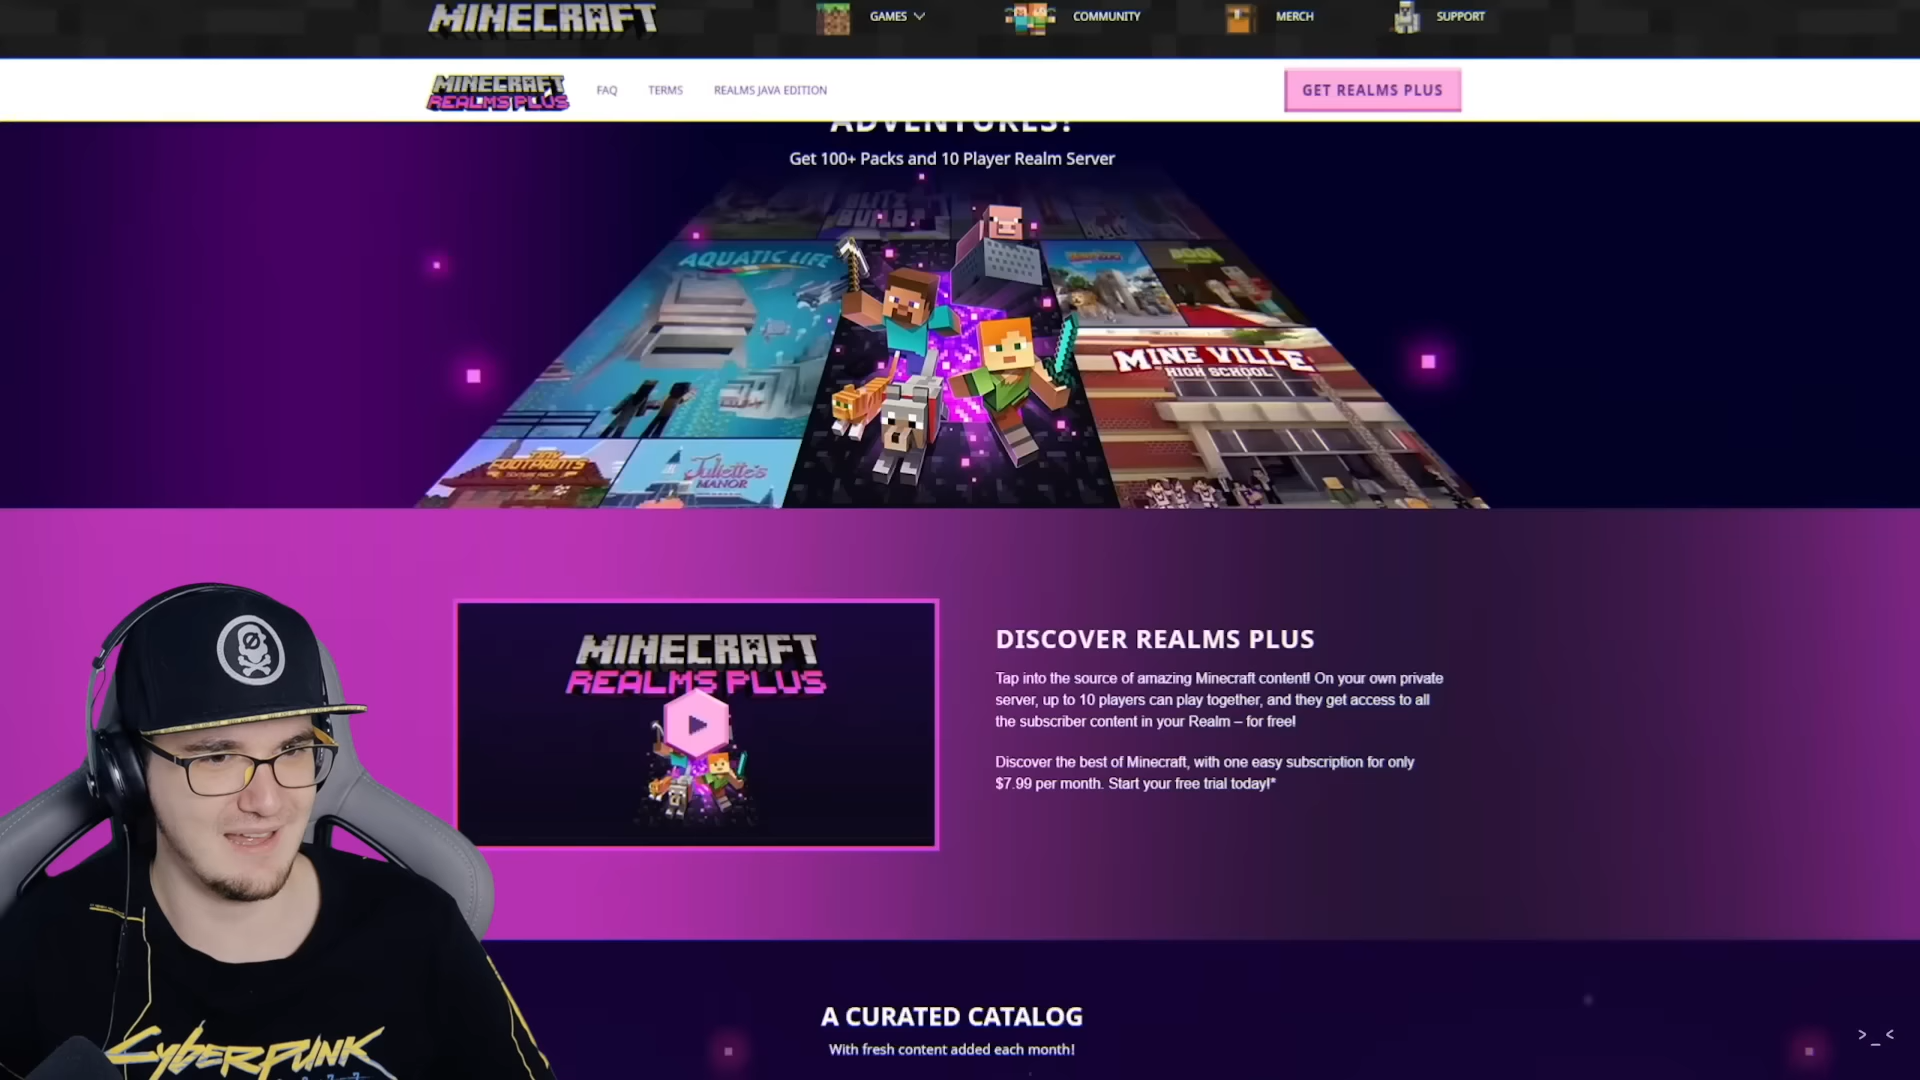 MINECRAFT
GAMES
COMMUNITY
MERCH
SUPPORT
MINECRAFT
REALMS PLUS
FAQ
TERMS
REALMS JAVA EDITION
GET REALMS PLUS
ADVENTURES!
Get 100+ Packs and 10 Player Realm Server
BLITZ
BUILD
AQUATIC LIFE
MINE VILLE
HIGH SCHOOL
TINY
FOOTPRINTS
Juliette's
MANOR
MINECRAFT
REALMS PLUS
DISCOVER REALMS PLUS
Tap into the source of amazing Minecraft content! On your own private
server, up to 10 players can play together, and they get access to all
the subscriber content in your Realm – for free!
Discover the best of Minecraft, with one easy subscription for only
$7.99 per month. Start your free trial today!*
A CURATED CATALOG
With fresh content added each month!
CYBERPUNK
>_<